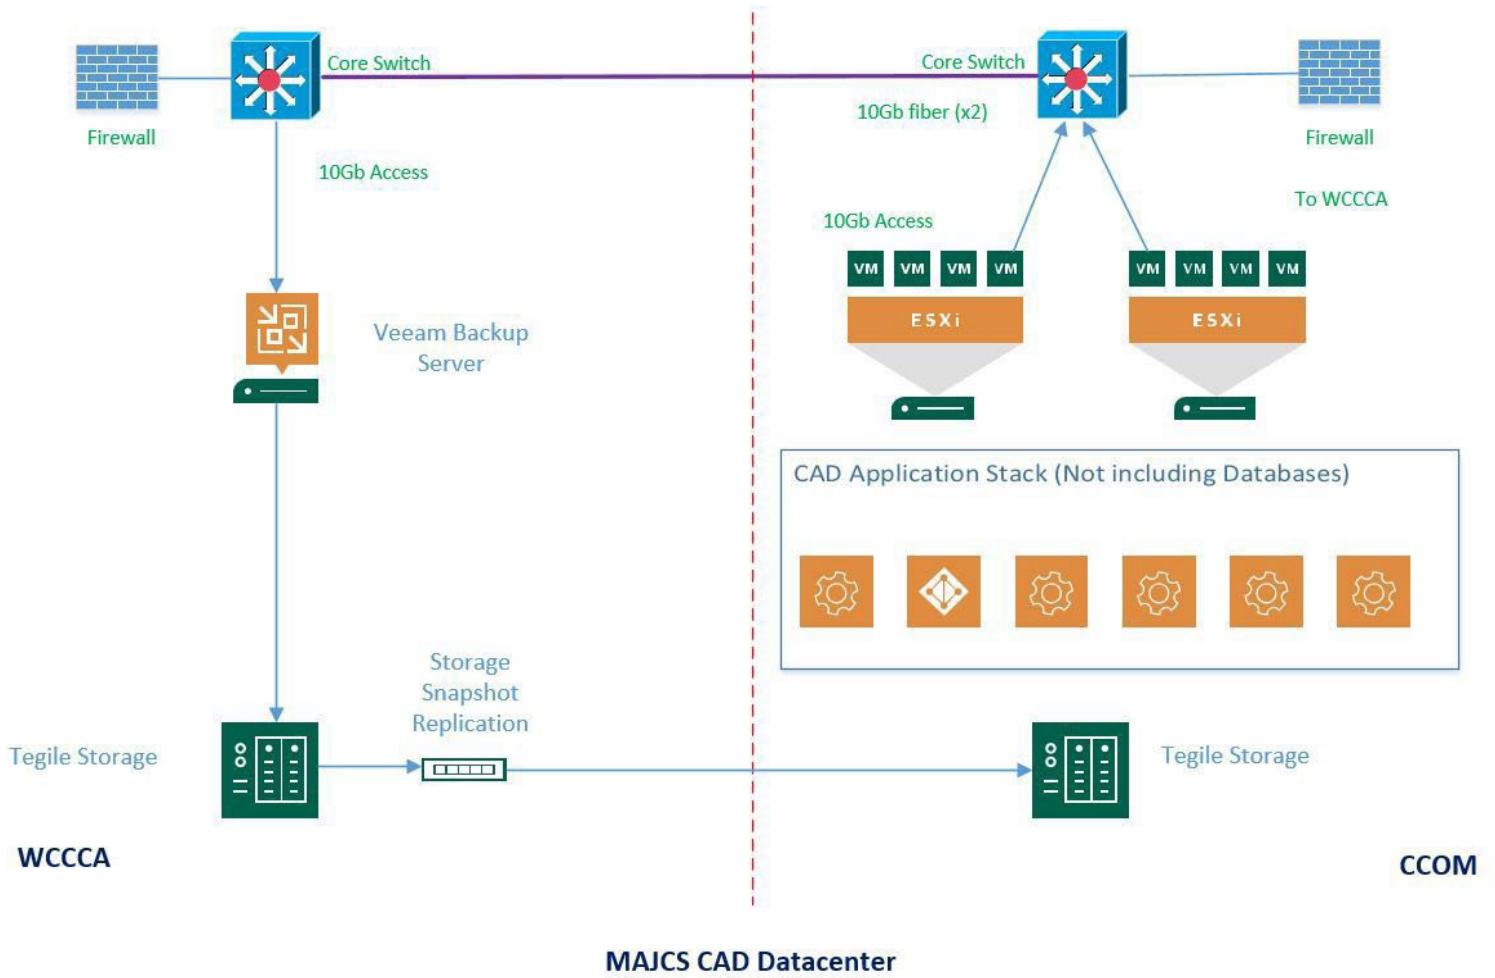 Core Switch
Core Switch
10Gb fiber (x2)
Firewall
Firewall
10Gb Access
To WCCCA
10Gb Access
VM VM VM VM
VM VM VM VM
ESXi
ESXi
Veeam Backup
Server
CAD Application Stack (Not including Databases)
Storage
Snapshot
Replication
Tegile Storage
Tegile Storage
WCCCA
CCOM
MAJCS CAD Datacenter